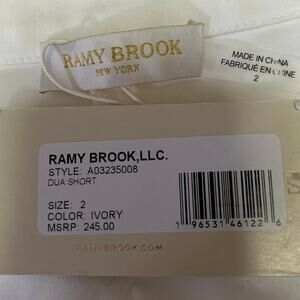 RAMY BROOK
NEW YORK
MADE IN CHINA
FABRIQUÉ EN CHINE
2
RAMY BROOK,LLC.
STYLE: A03235008
DUA SHORT
SIZE: 2
COLOR: IVORY
MSRP: 245.00
1 96531 46122 6
RAMYBROOK.COM